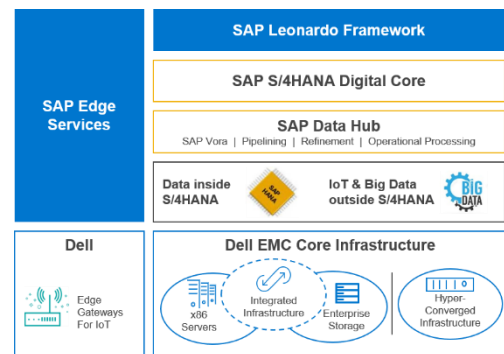 SAP Leonardo Framework
SAP Edge
Services
SAP S/4HANA Digital Core
SAP Data Hub
SAP Vora | Pipelining | Refinement | Operational Processing
Data inside
S/4HANA
SAP
HANA
IoT & Big Data
outside S/4HANA
BIG
DATA
Dell
Edge
Gateways
For IoT
Dell EMC Core Infrastructure
x86
Servers
Integrated
Infrastructure
Enterprise
Storage
Hyper-
Converged
Infrastructure